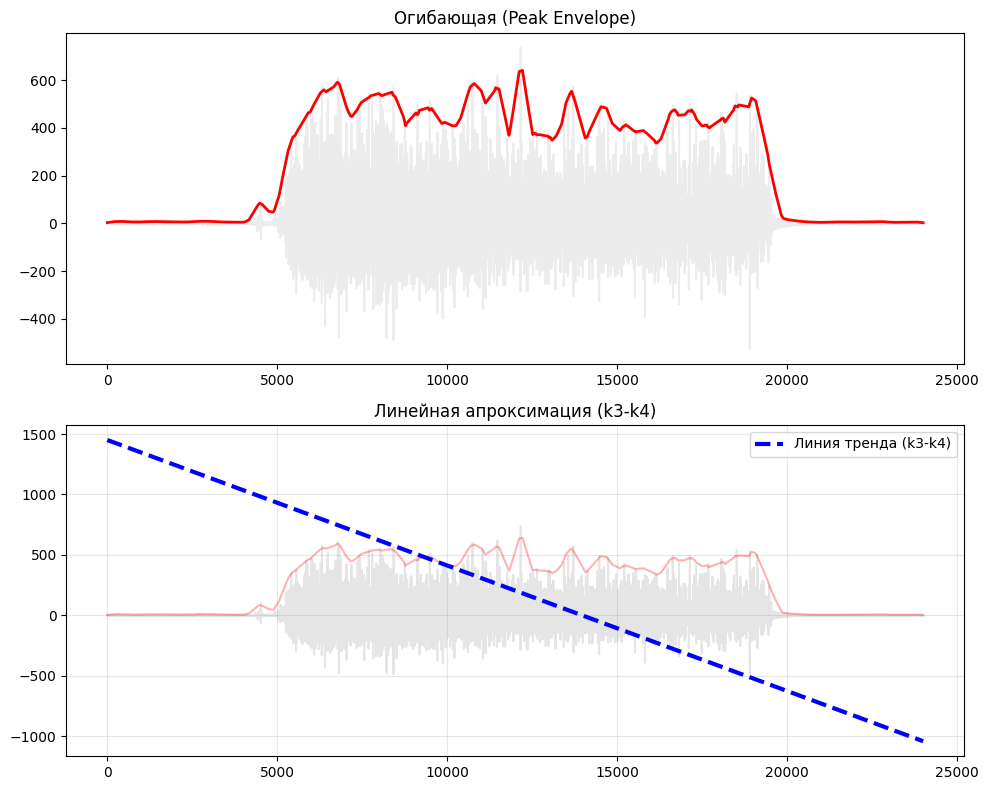 Огибающая (Peak Envelope)
600
400
200
0
−200
−400
0 5000 10000 15000 20000 25000
Линейная апроксимация (k3-k4)
1500
Линия тренда (k3-k4)
1000
500
0
−500
−1000
0 5000 10000 15000 20000 25000